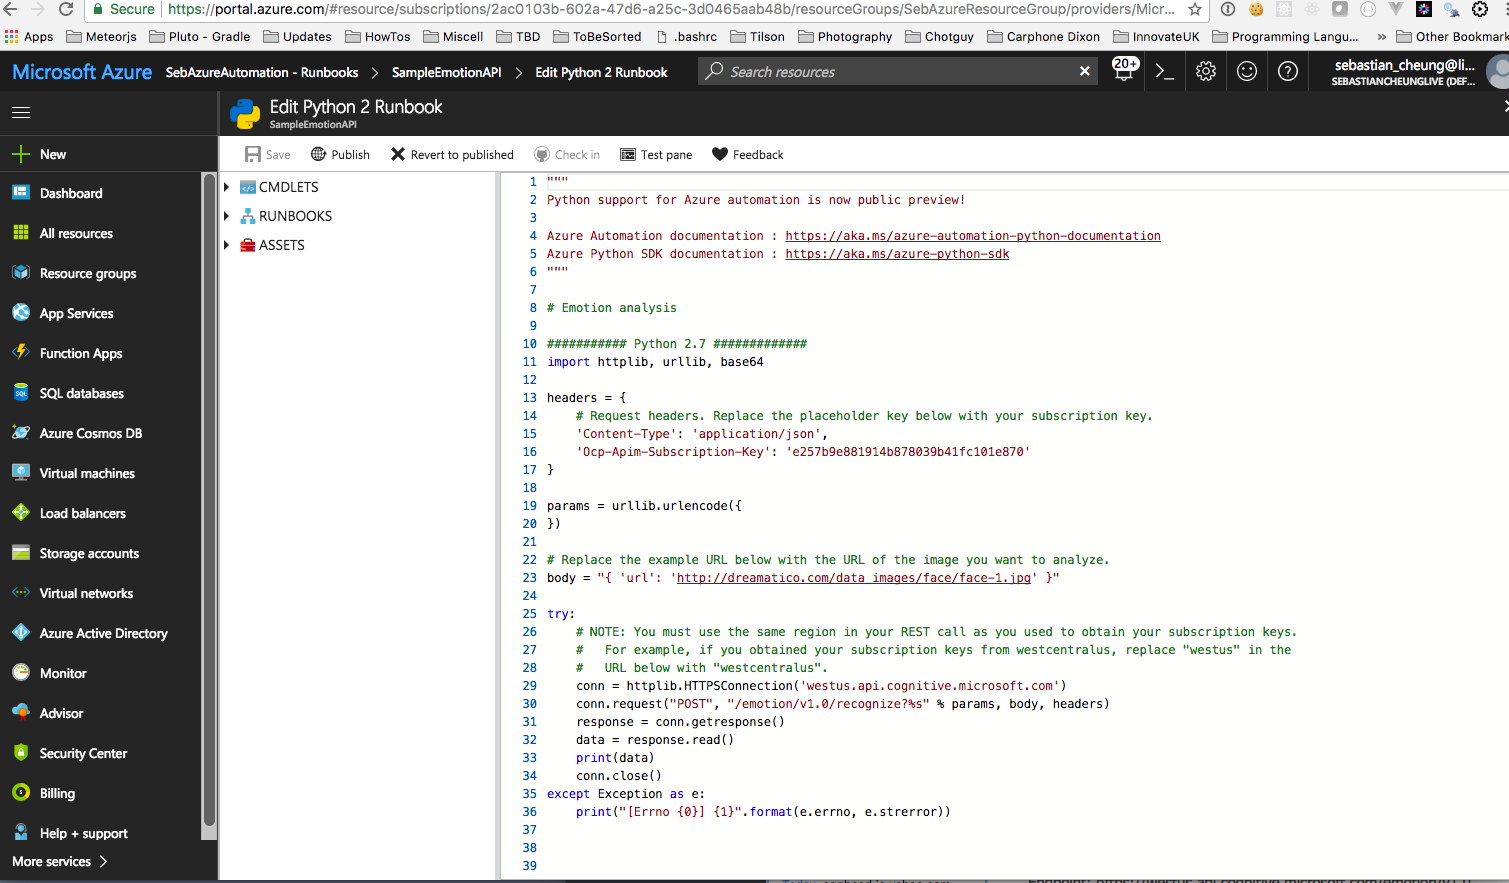 Secure
https://portal.azure.com/#resource/subscriptions/2ac0103b-602a-47d6-a25c-3d0465aab48b/resourceGroups/SebAzureResourceGroup/providers/Micr...
Apps Meteorjs Pluto - Gradle Updates HowTos Miscell TBD ToBeSorted .bashrc Tilson Photography Chotguy Carphone Dixon InnovateUK Programming Langu... » Other Bookmark
Microsoft Azure SebAzureAutomation - Runbooks > SampleEmotionAPI > Edit Python 2 Runbook Search resources 20+ sebastian_cheung@li...
SEBASTIANCHEUNGLIVE (DEF...
Edit Python 2 Runbook
SampleEmotionAPI
Save Publish Revert to published Check in Test pane Feedback
New
Dashboard
All resources
Resource groups
App Services
Function Apps
SQL databases
Azure Cosmos DB
Virtual machines
Load balancers
Storage accounts
Virtual networks
Azure Active Directory
Monitor
Advisor
Security Center
Billing
Help + support
More services >
CMDLETS
RUNBOOKS
ASSETS
1 """
2 Python support for Azure automation is now public preview!
3
4 Azure Automation documentation : https://aka.ms/azure-automation-python-documentation
5 Azure Python SDK documentation : https://aka.ms/azure-python-sdk
6 """
7
8 # Emotion analysis
9
10 ########### Python 2.7 #############
11 import httplib, urllib, base64
12
13 headers = {
14     # Request headers. Replace the placeholder key below with your subscription key.
15     'Content-Type': 'application/json',
16     'Ocp-Apim-Subscription-Key': 'e257b9e881914b878039b41fc101e870'
17 }
18
19 params = urllib.urlencode({
20 })
21
22 # Replace the example URL below with the URL of the image you want to analyze.
23 body = "{ 'url': 'http://dreamatico.com/data_images/face/face-1.jpg' }"
24
25 try:
26     # NOTE: You must use the same region in your REST call as you used to obtain your subscription keys.
27     #   For example, if you obtained your subscription keys from westcentralus, replace "westus" in the
28     #   URL below with "westcentralus".
29     conn = httplib.HTTPSConnection('westus.api.cognitive.microsoft.com')
30     conn.request("POST", "/emotion/v1.0/recognize?%s" % params, body, headers)
31     response = conn.getresponse()
32     data = response.read()
33     print(data)
34     conn.close()
35 except Exception as e:
36     print("[Errno {0}] {1}".format(e.errno, e.strerror))
37
38
39